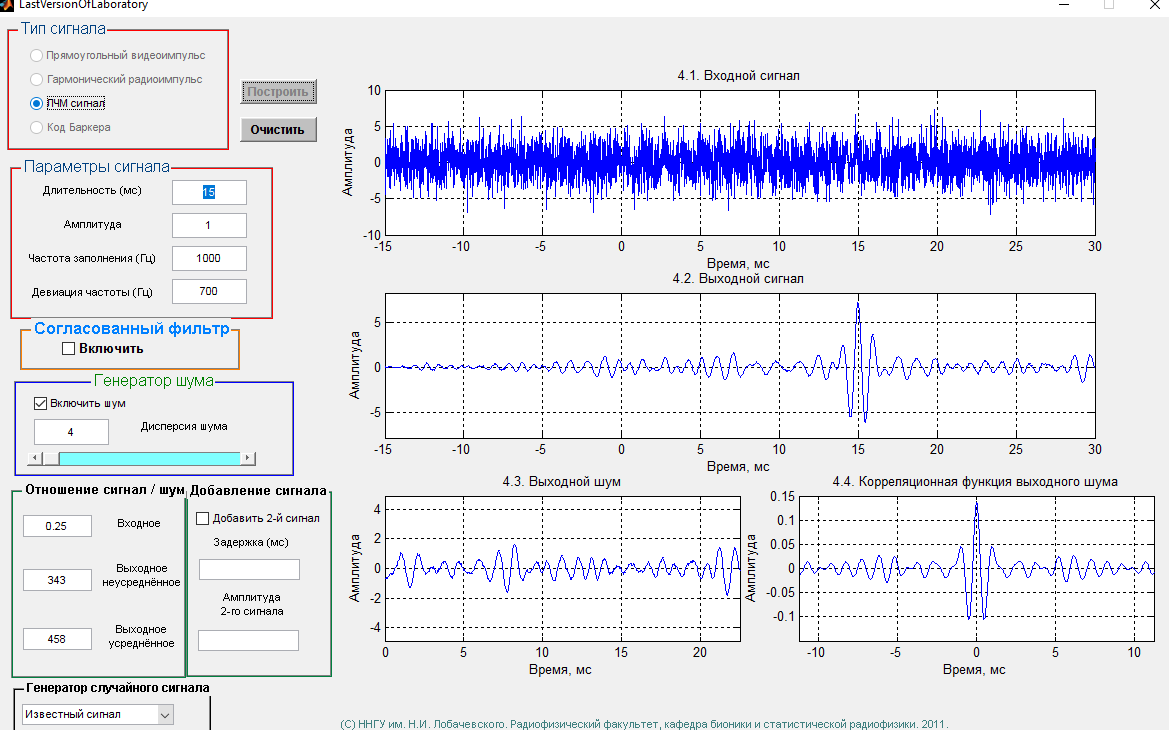 LastVersionOfLaboratory
Тип сигнала
Прямоугольный видеоимпульс
Гармонический радиоимпульс
ЛЧМ сигнал
Код Баркера
Построить
Очистить
Параметры сигнала
Длительность (мс)
15
Амплитуда
1
Частота заполнения (Гц)
1000
Девиация частоты (Гц)
700
Согласованный фильтр
Включить
Генератор шума
Включить шум
4
Дисперсия шума
Отношение сигнал / шум
0.25
Входное
343
Выходное
неусреднённое
458
Выходное
усреднённое
Добавление сигнала
Добавить 2-й сигнал
Задержка (мс)
Амплитуда
2-го сигнала
Генератор случайного сигнала
Известный сигнал
4.1. Входной сигнал
Амплитуда
10
5
0
-5
-10
-15 -10 -5 0 5 10 15 20 25 30
Время, мс
4.2. Выходной сигнал
Амплитуда
5
0
-5
-15 -10 -5 0 5 10 15 20 25 30
Время, мс
4.3. Выходной шум
Амплитуда
4
2
0
-2
-4
0 5 10 15 20
Время, мс
4.4. Корреляционная функция выходного шума
Амплитуда
0.15
0.1
0.05
0
-0.05
-0.1
-10 -5 0 5 10
Время, мс
(C) ННГУ им. Н.И. Лобачевского. Радиофизический факультет, кафедра бионики и статистической радиофизики. 2011.